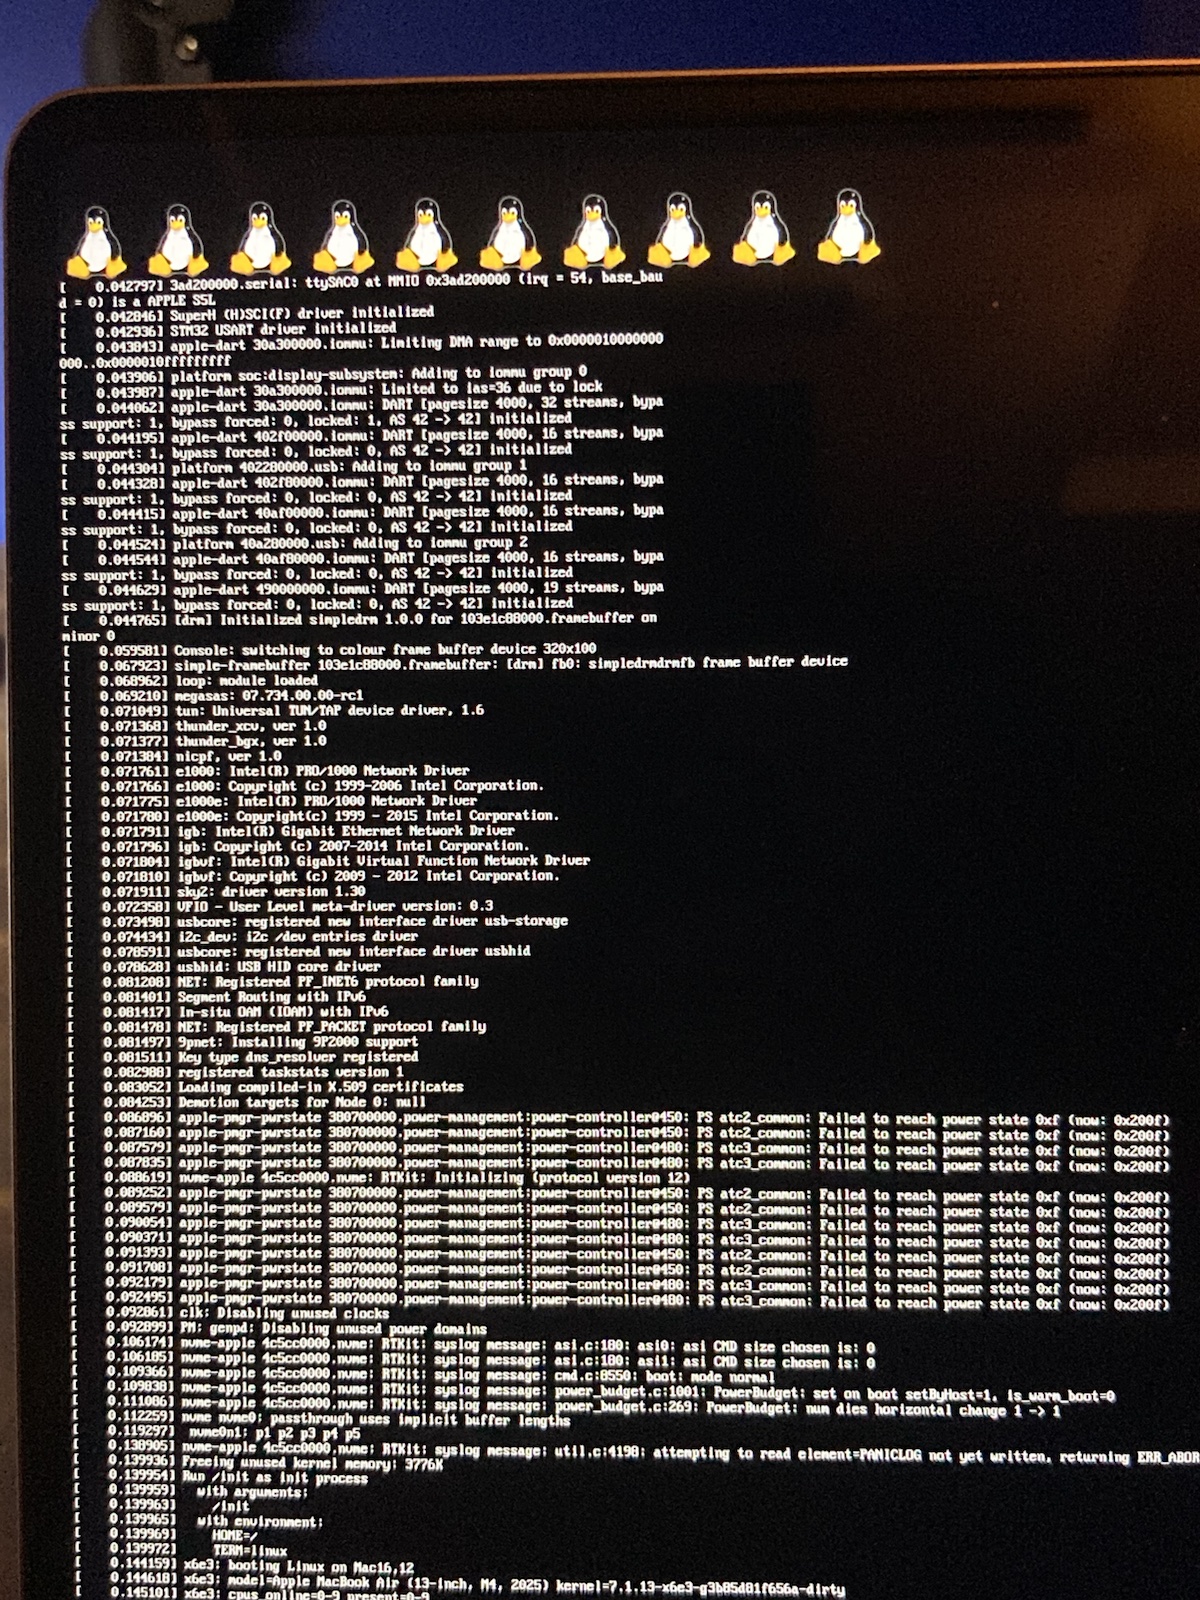 [    0.042797] 3ad200000.serial: ttySAC0 at MMIO 0x3ad200000 (irq = 54, base_bau
d = 0) is a APPLE S5L
[    0.042846] SuperH (H)SCI(F) driver initialized
[    0.042936] STM32 USART driver initialized
[    0.043843] apple-dart 30a300000.iommu: Limiting DMA range to 0x0000010000000
000..0x0000010fffffffff
[    0.043906] platform soc:display-subsystem: Adding to iommu group 0
[    0.043987] apple-dart 30a300000.iommu: Limited to ias=36 due to lock
[    0.044062] apple-dart 30a300000.iommu: DART [pagesize 4000, 32 streams, bypa
ss support: 1, bypass forced: 0, locked: 1, AS 42 -> 42] initialized
[    0.044195] apple-dart 402f00000.iommu: DART [pagesize 4000, 16 streams, bypa
ss support: 1, bypass forced: 0, locked: 0, AS 42 -> 42] initialized
[    0.044304] platform 402280000.usb: Adding to iommu group 1
[    0.044328] apple-dart 402f80000.iommu: DART [pagesize 4000, 16 streams, bypa
ss support: 1, bypass forced: 0, locked: 0, AS 42 -> 42] initialized
[    0.044415] apple-dart 40af00000.iommu: DART [pagesize 4000, 16 streams, bypa
ss support: 1, bypass forced: 0, locked: 0, AS 42 -> 42] initialized
[    0.044524] platform 40a280000.usb: Adding to iommu group 2
[    0.044544] apple-dart 40af80000.iommu: DART [pagesize 4000, 16 streams, bypa
ss support: 1, bypass forced: 0, locked: 0, AS 42 -> 42] initialized
[    0.044629] apple-dart 490000000.iommu: DART [pagesize 4000, 19 streams, bypa
ss support: 1, bypass forced: 0, locked: 0, AS 42 -> 42] initialized
[    0.044765] [drm] Initialized simpledrm 1.0.0 for 103e1c88000.framebuffer on
minor 0
[    0.059581] Console: switching to colour frame buffer device 320x100
[    0.067923] simple-framebuffer 103e1c88000.framebuffer: [drm] fb0: simpledrmdrmfb frame buffer device
[    0.068962] loop: module loaded
[    0.069210] megasas: 07.734.00.00-rc1
[    0.071049] tun: Universal TUN/TAP device driver, 1.6
[    0.071368] thunder_xcv, ver 1.0
[    0.071377] thunder_bgx, ver 1.0
[    0.071384] nicpf, ver 1.0
[    0.071761] e1000: Intel(R) PRO/1000 Network Driver
[    0.071766] e1000: Copyright (c) 1999-2006 Intel Corporation.
[    0.071775] e1000e: Intel(R) PRO/1000 Network Driver
[    0.071780] e1000e: Copyright(c) 1999 - 2015 Intel Corporation.
[    0.071791] igb: Intel(R) Gigabit Ethernet Network Driver
[    0.071796] igb: Copyright (c) 2007-2014 Intel Corporation.
[    0.071804] igbvf: Intel(R) Gigabit Virtual Function Network Driver
[    0.071810] igbvf: Copyright (c) 2009 - 2012 Intel Corporation.
[    0.071911] sky2: driver version 1.30
[    0.072358] VFIO - User Level meta-driver version: 0.3
[    0.073498] usbcore: registered new interface driver usb-storage
[    0.074434] i2c_dev: i2c /dev entries driver
[    0.078591] usbcore: registered new interface driver usbhid
[    0.078628] usbhid: USB HID core driver
[    0.081208] NET: Registered PF_INET6 protocol family
[    0.081401] Segment Routing with IPv6
[    0.081417] In-situ OAM (IOAM) with IPv6
[    0.081478] NET: Registered PF_PACKET protocol family
[    0.081497] 9pnet: Installing 9P2000 support
[    0.081511] Key type dns_resolver registered
[    0.082988] registered taskstats version 1
[    0.083052] Loading compiled-in X.509 certificates
[    0.084253] Demotion targets for Node 0: null
[    0.086896] apple-pmgr-pwrstate 380700000.power-management:power-controller@450: PS atc2_common: Failed to reach power state 0xf (now: 0x200f)
[    0.087160] apple-pmgr-pwrstate 380700000.power-management:power-controller@450: PS atc2_common: Failed to reach power state 0xf (now: 0x200f)
[    0.087579] apple-pmgr-pwrstate 380700000.power-management:power-controller@480: PS atc3_common: Failed to reach power state 0xf (now: 0x200f)
[    0.087835] apple-pmgr-pwrstate 380700000.power-management:power-controller@480: PS atc3_common: Failed to reach power state 0xf (now: 0x200f)
[    0.088619] nvme-apple 4c5cc0000.nvme: RTKit: Initializing (protocol version 12)
[    0.089252] apple-pmgr-pwrstate 380700000.power-management:power-controller@450: PS atc2_common: Failed to reach power state 0xf (now: 0x200f)
[    0.089579] apple-pmgr-pwrstate 380700000.power-management:power-controller@450: PS atc2_common: Failed to reach power state 0xf (now: 0x200f)
[    0.090054] apple-pmgr-pwrstate 380700000.power-management:power-controller@480: PS atc3_common: Failed to reach power state 0xf (now: 0x200f)
[    0.090371] apple-pmgr-pwrstate 380700000.power-management:power-controller@480: PS atc3_common: Failed to reach power state 0xf (now: 0x200f)
[    0.091393] apple-pmgr-pwrstate 380700000.power-management:power-controller@450: PS atc2_common: Failed to reach power state 0xf (now: 0x200f)
[    0.091708] apple-pmgr-pwrstate 380700000.power-management:power-controller@450: PS atc2_common: Failed to reach power state 0xf (now: 0x200f)
[    0.092179] apple-pmgr-pwrstate 380700000.power-management:power-controller@480: PS atc3_common: Failed to reach power state 0xf (now: 0x200f)
[    0.092495] apple-pmgr-pwrstate 380700000.power-management:power-controller@480: PS atc3_common: Failed to reach power state 0xf (now: 0x200f)
[    0.092861] clk: Disabling unused clocks
[    0.092899] PM: genpd: Disabling unused power domains
[    0.106174] nvme-apple 4c5cc0000.nvme: RTKit: syslog message: asi.c:180: asi0: asi CMD size chosen is: 0
[    0.106185] nvme-apple 4c5cc0000.nvme: RTKit: syslog message: asi.c:180: asi1: asi CMD size chosen is: 0
[    0.109366] nvme-apple 4c5cc0000.nvme: RTKit: syslog message: cmd.c:8550: boot: mode normal
[    0.109838] nvme-apple 4c5cc0000.nvme: RTKit: syslog message: power_budget.c:1001: PowerBudget: set on boot setByHost=1, is_warm_boot=0
[    0.111086] nvme-apple 4c5cc0000.nvme: RTKit: syslog message: power_budget.c:269: PowerBudget: num dies horizontal change 1 -> 1
[    0.112259] nvme nvme0: passthrough uses implicit buffer lengths
[    0.119297]  nvme0n1: p1 p2 p3 p4 p5
[    0.138905] nvme-apple 4c5cc0000.nvme: RTKit: syslog message: util.c:4198: attempting to read element=PANICLOG not yet written, returning ERR_ABOR
[    0.139936] Freeing unused kernel memory: 3776K
[    0.139954] Run /init as init process
[    0.139959]   with arguments:
[    0.139963]     /init
[    0.139965]   with environment:
[    0.139969]     HOME=/
[    0.139972]     TERM=linux
[    0.144159] x6e3: booting Linux on Mac16,12
[    0.144618] x6e3: model=Apple MacBook Air (13-inch, M4, 2025) kernel=7.1.13-x6e3-g3b85d81f656a-dirty
[    0.145101] x6e3: cpus online=0-9 present=0-9